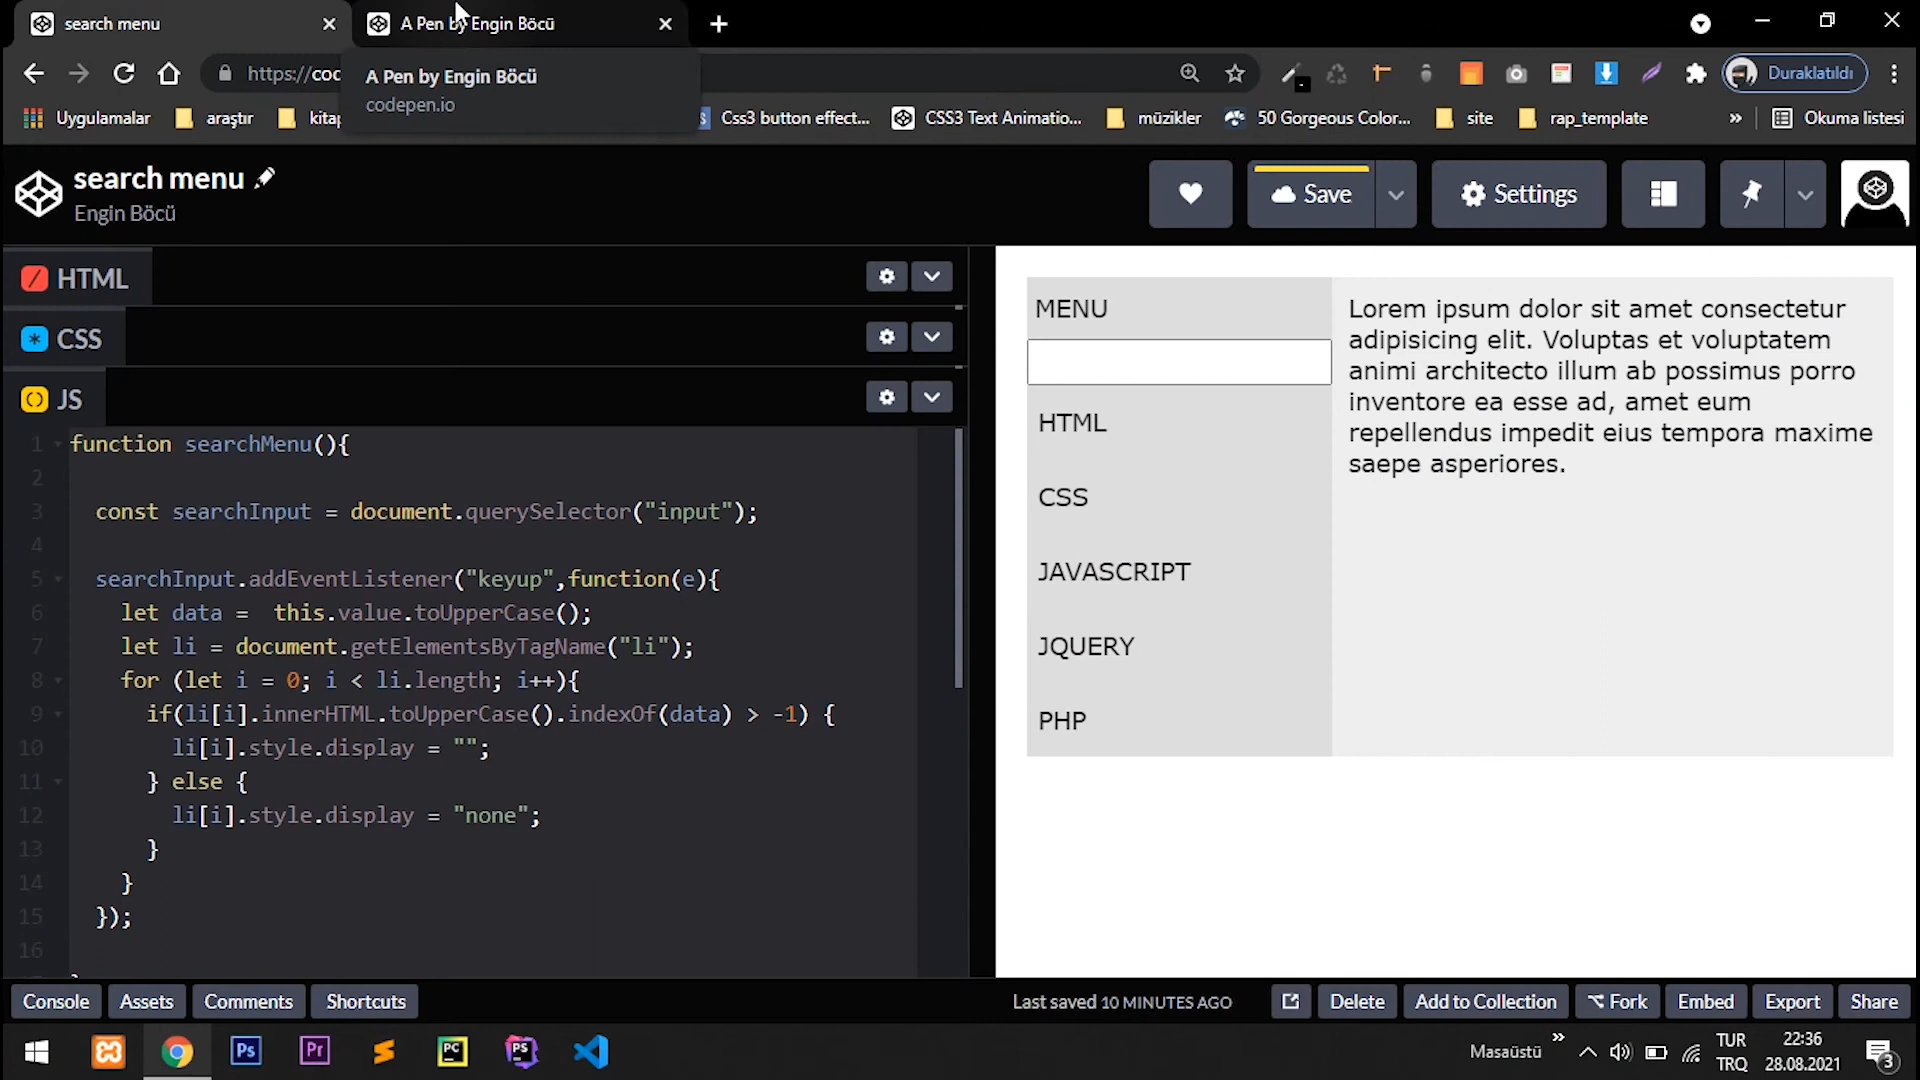 search menu
A Pen by Engin Böcü
https://coc
A Pen by Engin Böcü
codepen.io
Duraklatıldı
Uygulamalar
araştır
kitap
Css3 button effect...
CSS3 Text Animatio...
müzikler
50 Gorgeous Color...
site
rap_template
»
Okuma listesi
search menu
Engin Böcü
Save
Settings
HTML
CSS
JS
1 function searchMenu(){
2
3 const searchInput = document.querySelector("input");
4
5 searchInput.addEventListener("keyup",function(e){
6 let data =  this.value.toUpperCase();
7 let li = document.getElementsByTagName("li");
8 for (let i = 0; i < li.length; i++){
9 if(li[i].innerHTML.toUpperCase().indexOf(data) > -1) {
10 li[i].style.display = "";
11 } else {
12 li[i].style.display = "none";
13 }
14 }
15 });
16
MENU
HTML
CSS
JAVASCRIPT
JQUERY
PHP
Lorem ipsum dolor sit amet consectetur
adipisicing elit. Voluptas et voluptatem
animi architecto illum ab possimus porro
inventore ea esse ad, amet eum
repellendus impedit eius tempora maxime
saepe asperiores.
Console
Assets
Comments
Shortcuts
Last saved 10 MINUTES AGO
Delete
Add to Collection
Fork
Embed
Export
Share
Ps
Pr
PC
PS
Masaüstü
»
TUR
TRQ
22:36
28.08.2021
3